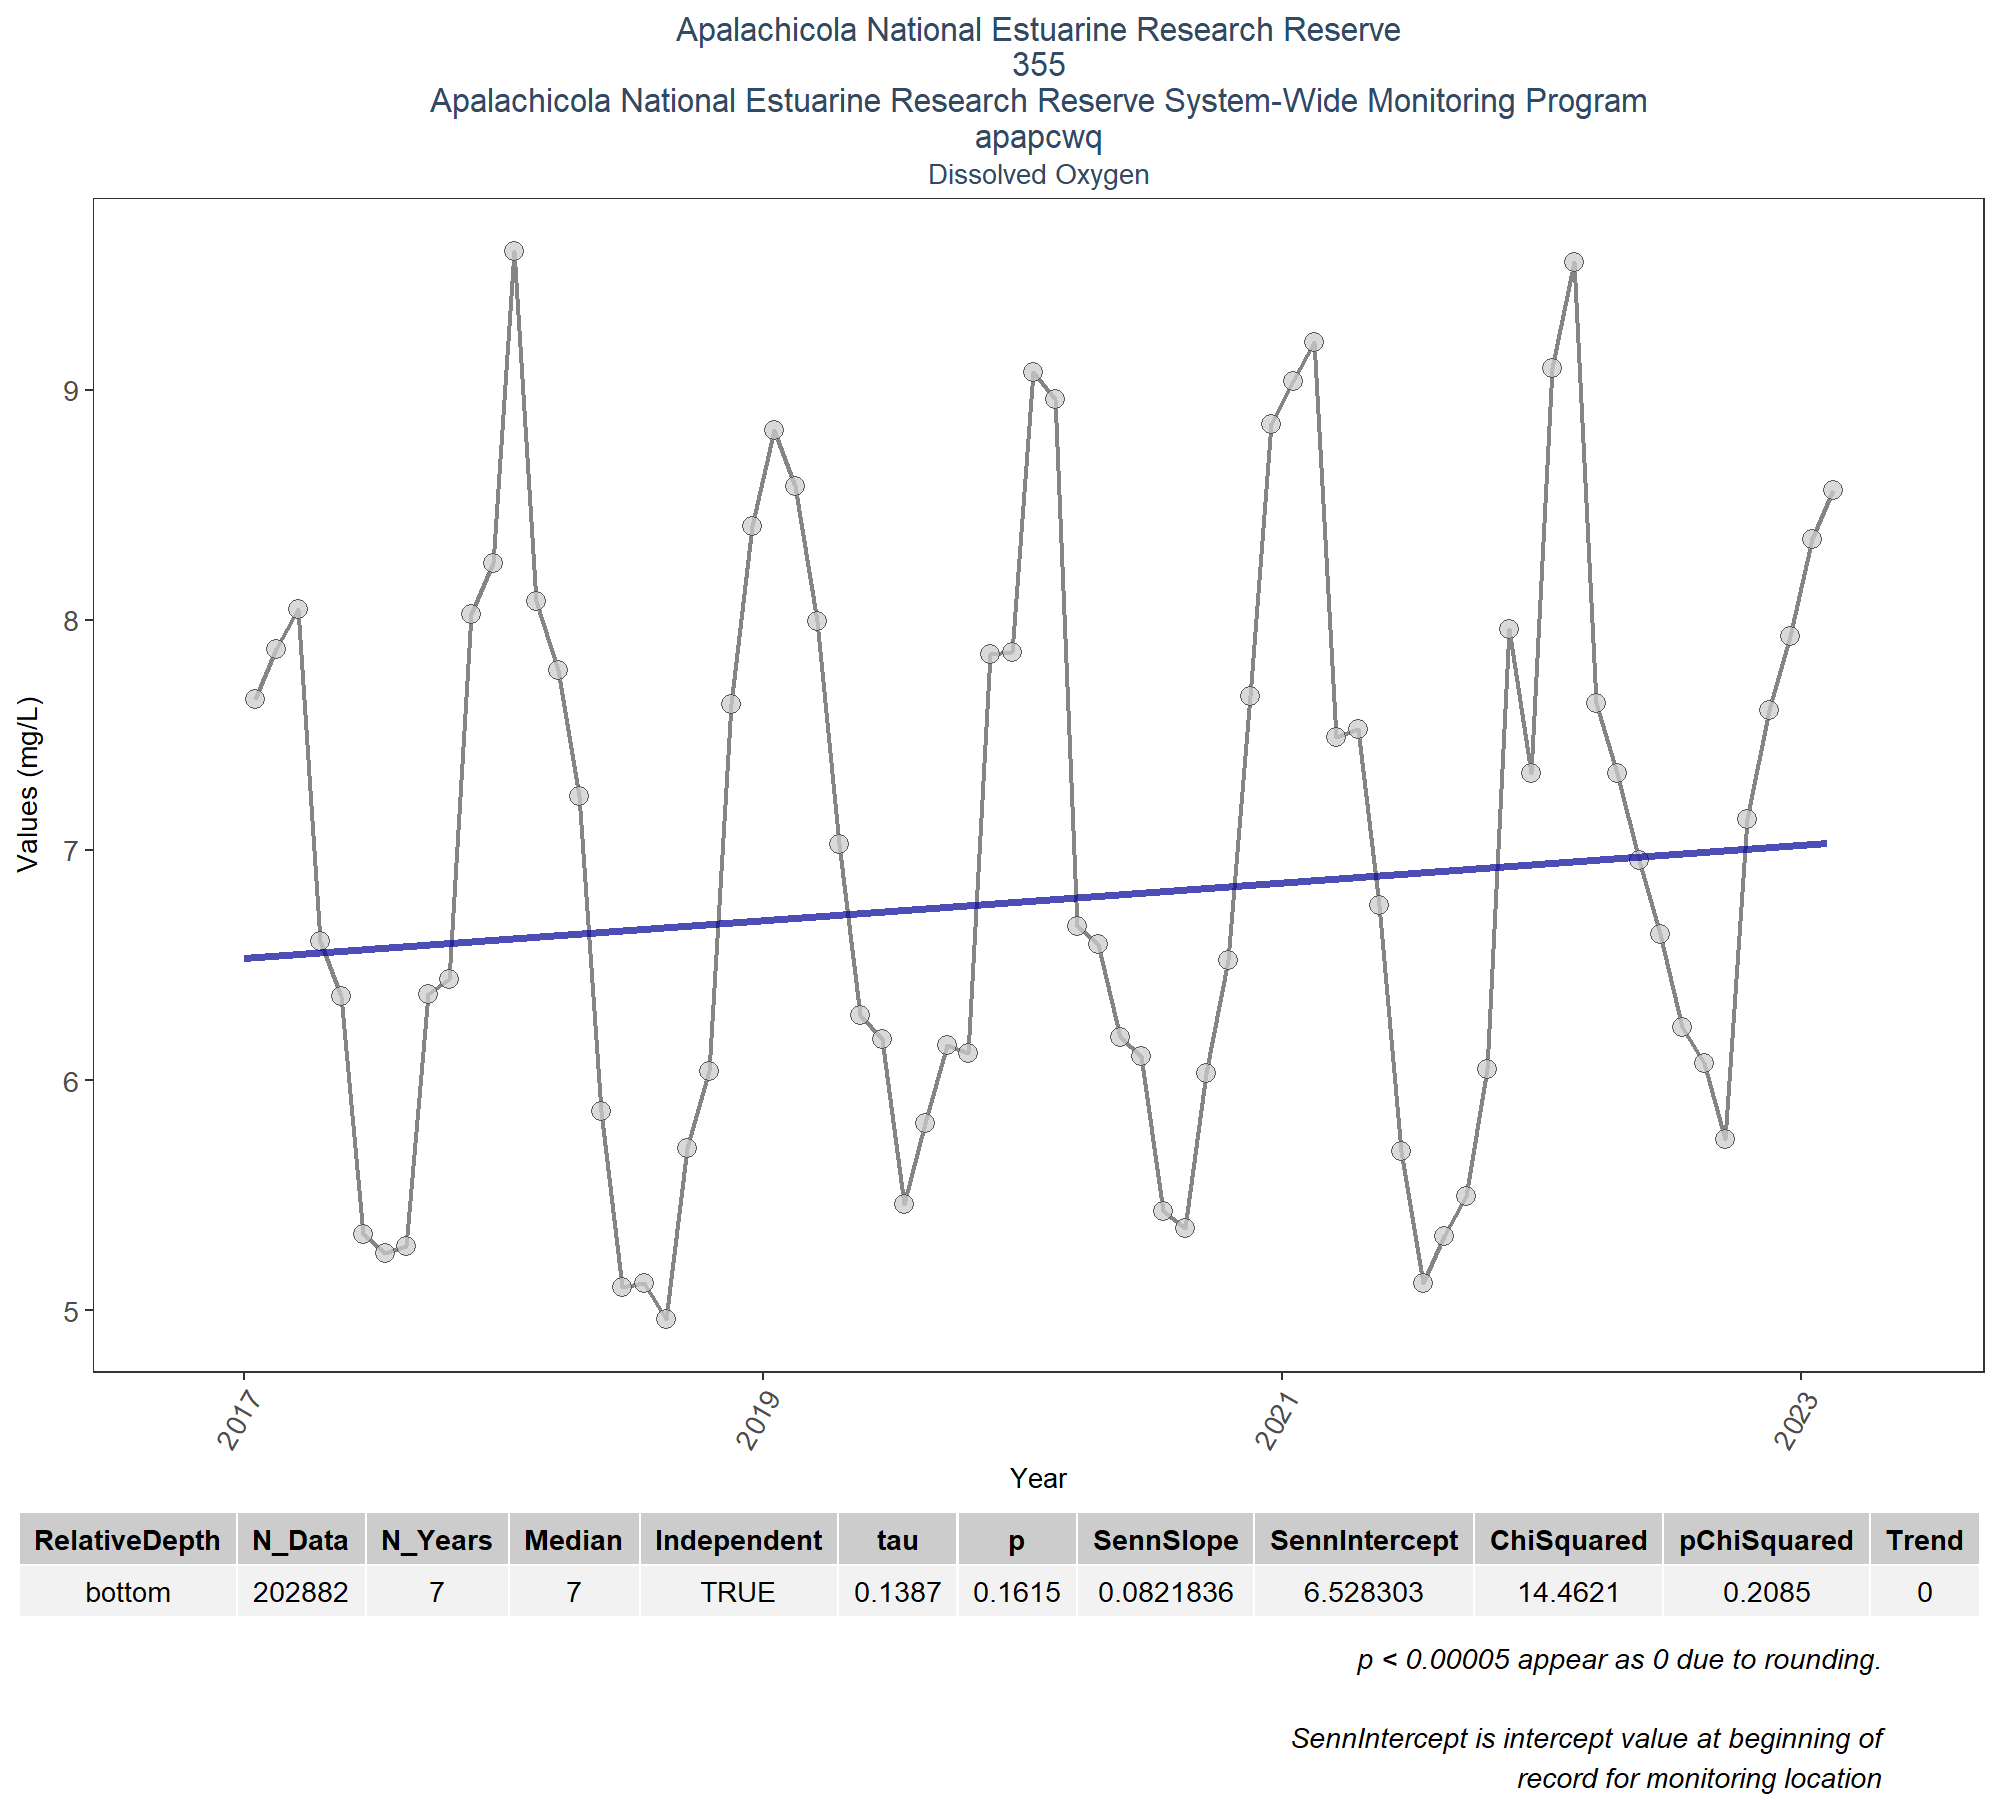 Apalachicola National Estuarine Research Reserve
355
Apalachicola National Estuarine Research Reserve System-Wide Monitoring Program
apapcwq
Dissolved Oxygen
Values (mg/L)
9
8
7
6
5
2017
2019
2021
2023
Year
RelativeDepth N_Data N_Years Median Independent tau p SennSlope SennIntercept ChiSquared pChiSquared Trend
bottom 202882 7 7 TRUE 0.1387 0.1615 0.0821836 6.528303 14.4621 0.2085 0
p < 0.00005 appear as 0 due to rounding.
SennIntercept is intercept value at beginning of
record for monitoring location